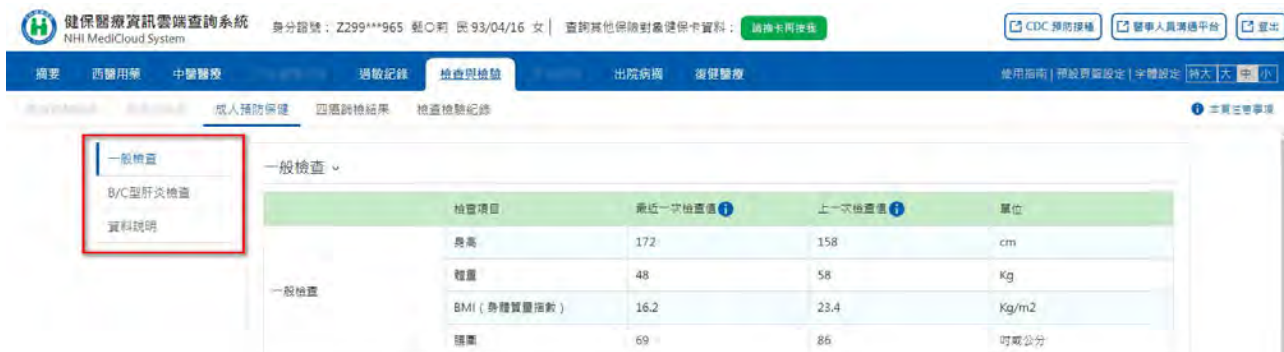 健保醫療資訊雲端查詢系統
NHI MediCloud System
身分證號：Z299***965 甄○莉 民93/04/16 女 | 查詢其他保險對象健保卡資料： 請換卡再按我
CDC 預防接種 醫事人員溝通平台 登出
摘要 西醫用藥 中醫醫療 過敏紀錄 檢查與檢驗 出院病摘 復健醫療
使用指南 | 預設頁籤設定 | 字體設定 特大 大 中 小
成人預防保健 四癌篩檢結果 檢查檢驗紀錄 本頁注意事項
一般檢查
B/C型肝炎檢查
資料說明
一般檢查
檢查項目 最近一次檢查值 上一次檢查值 單位
一般檢查
身高 172 158 cm
體重 48 58 Kg
BMI（身體質量指數） 16.2 23.4 Kg/m2
腰圍 69 86 吋或公分